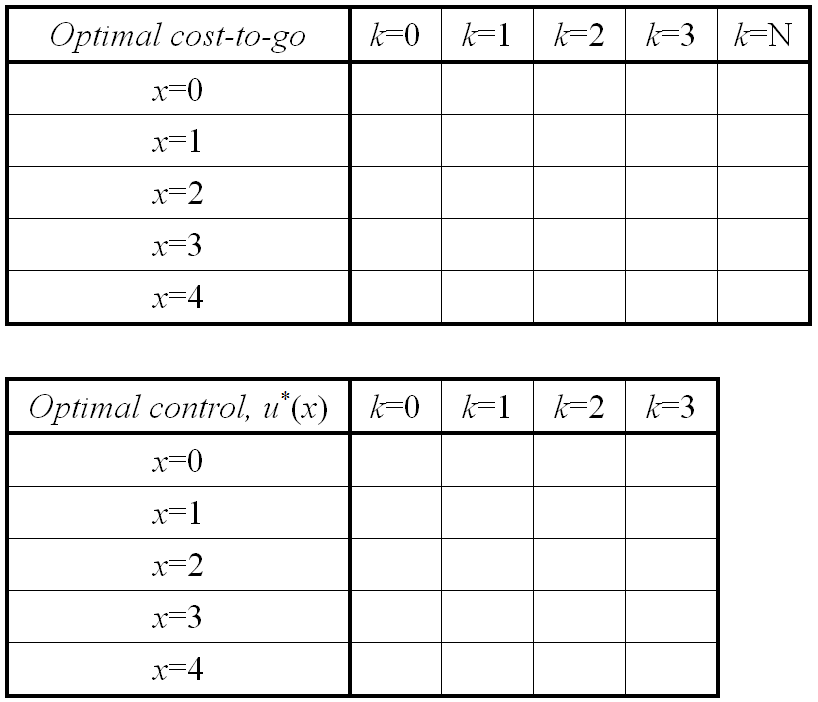 Optimal cost-to-go k=0 k=1 k=2 k=3 k=N
x=0
x=1
x=2
x=3
x=4
Optimal control, u*(x) k=0 k=1 k=2 k=3
x=0
x=1
x=2
x=3
x=4